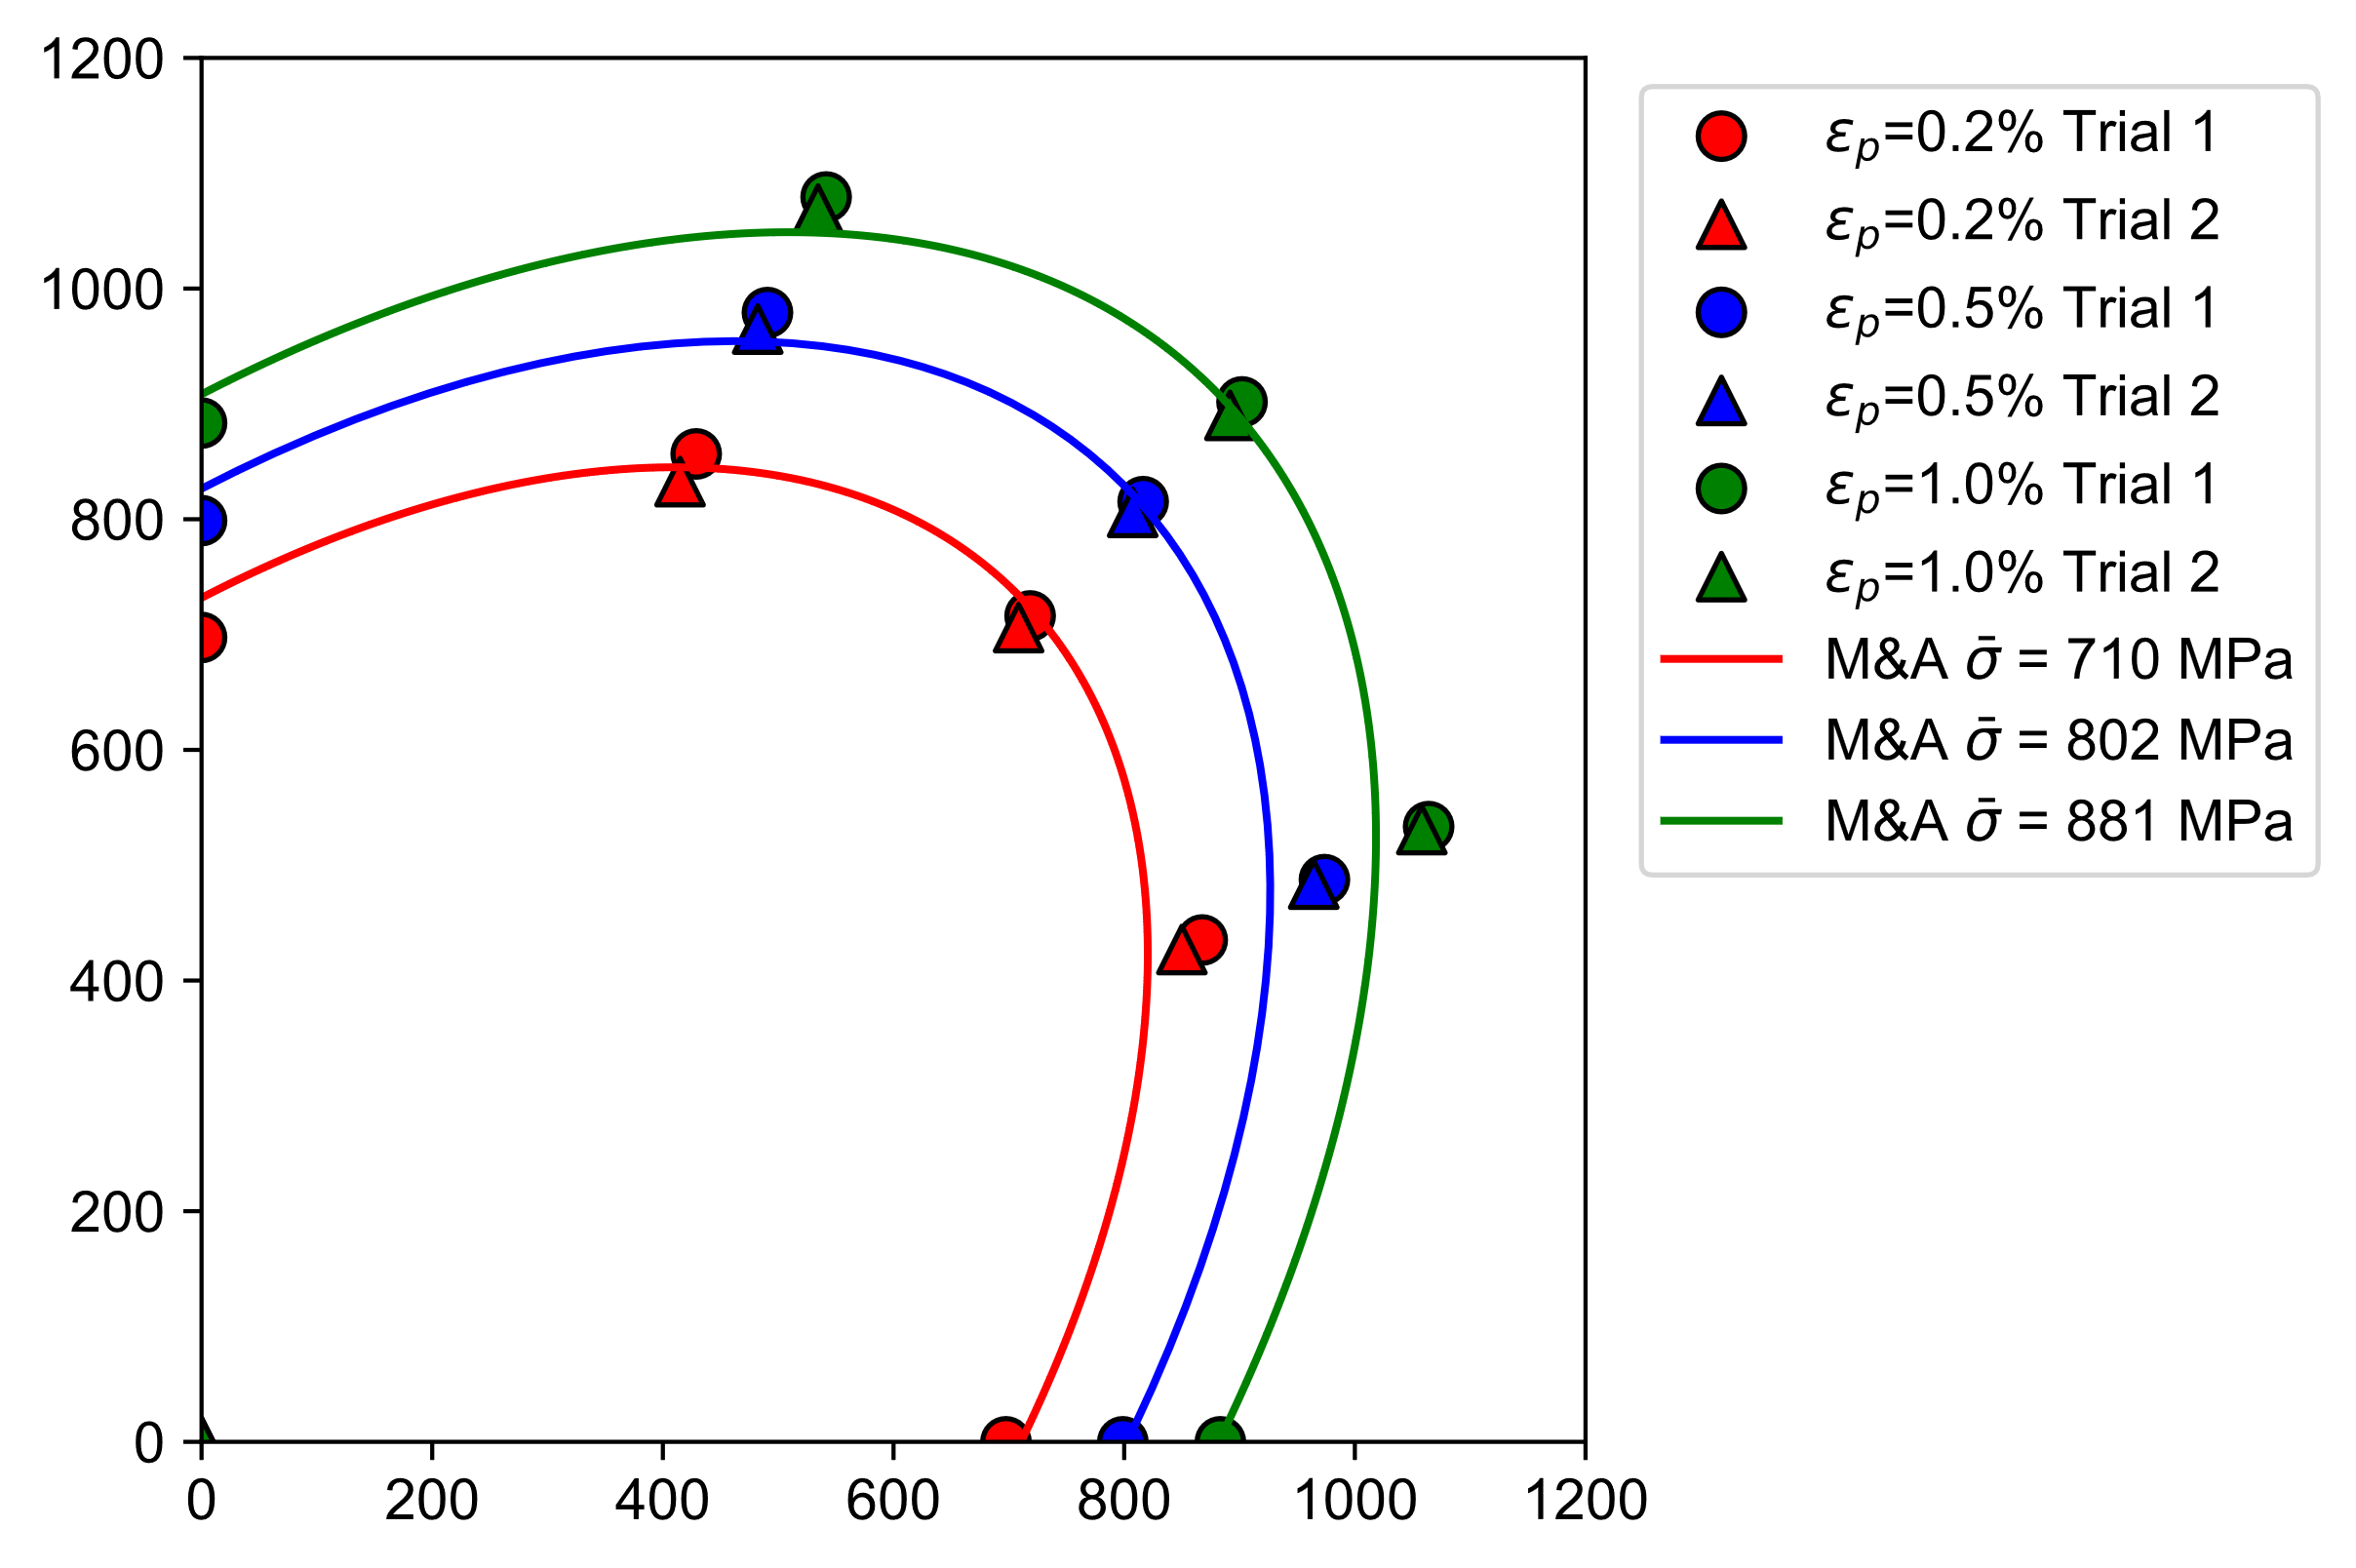 1200
1000
800
600
400
200
0
0 200 400 600 800 1000 1200
εp=0.2% Trial 1
εp=0.2% Trial 2
εp=0.5% Trial 1
εp=0.5% Trial 2
εp=1.0% Trial 1
εp=1.0% Trial 2
M&A σ̄ = 710 MPa
M&A σ̄ = 802 MPa
M&A σ̄ = 881 MPa